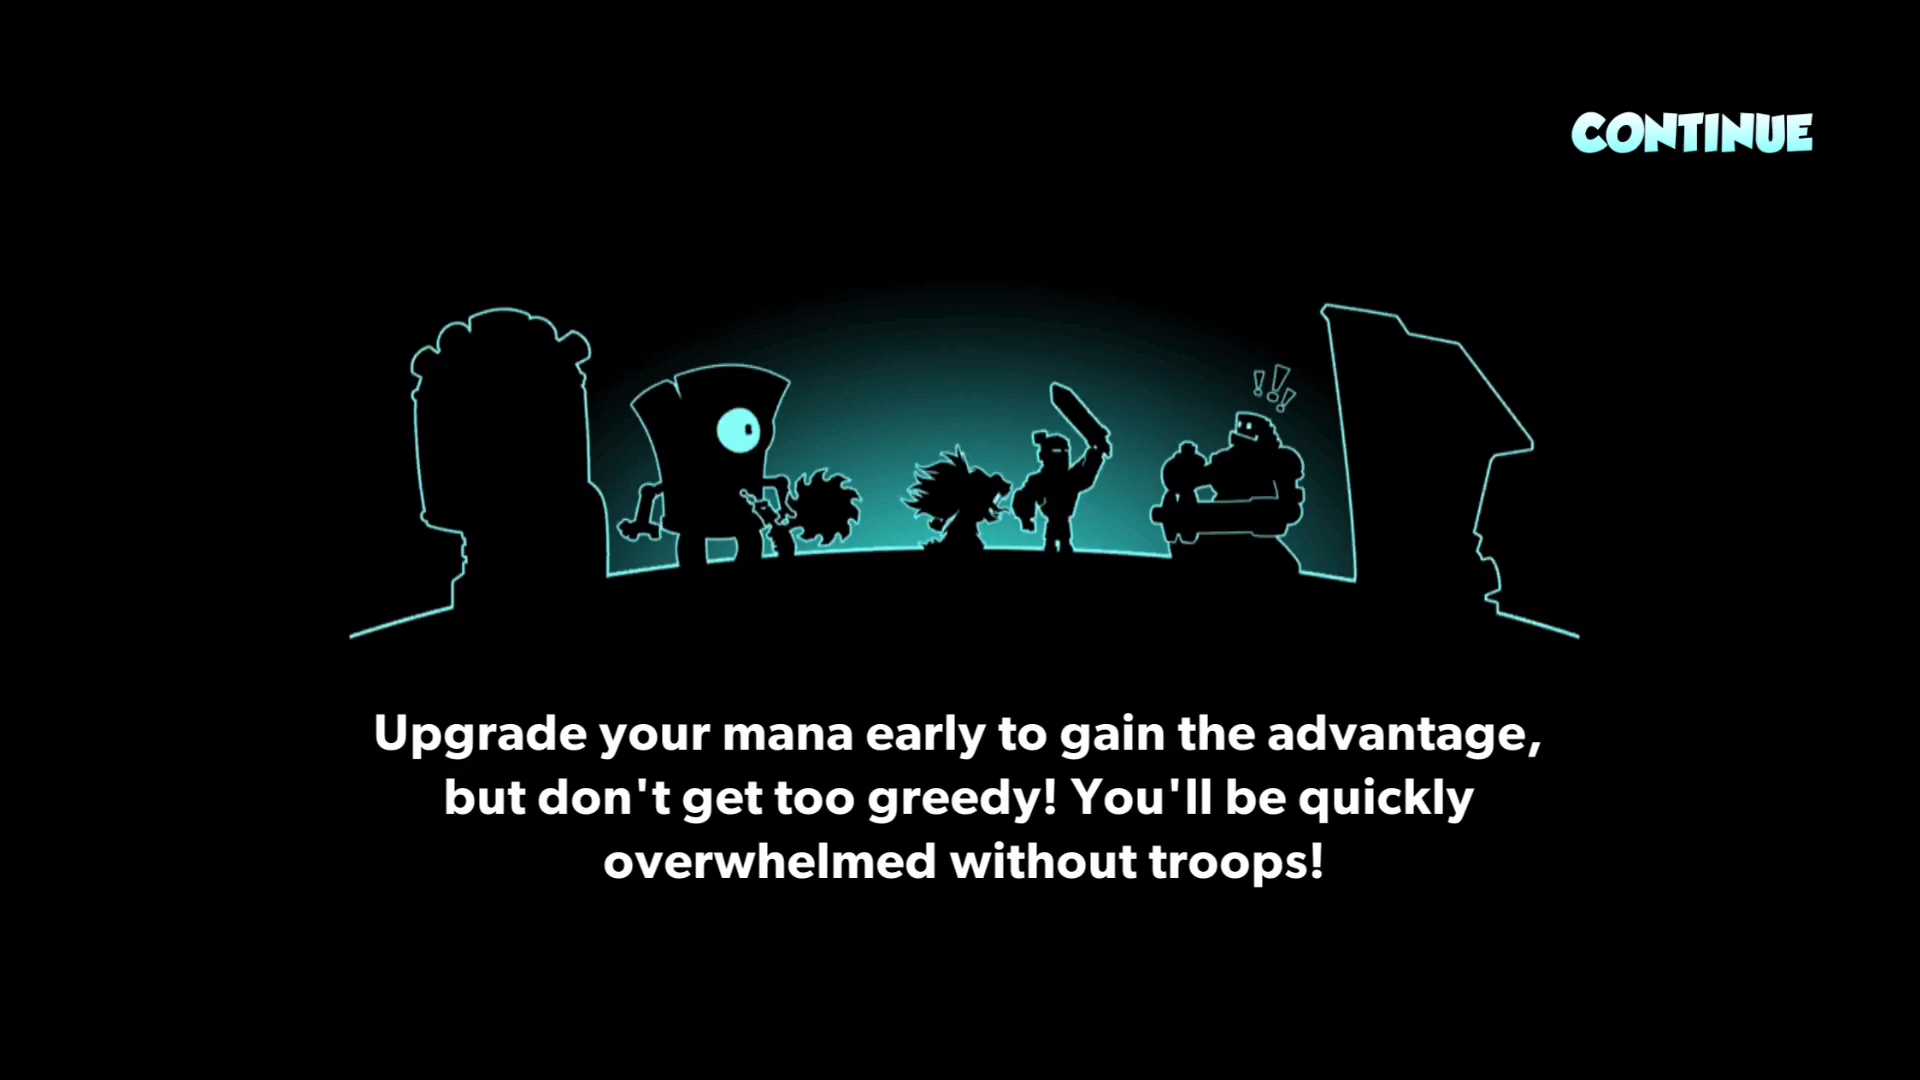 CONTINUE
! ! !
Upgrade your mana early to gain the advantage,
but don't get too greedy! You'll be quickly
overwhelmed without troops!